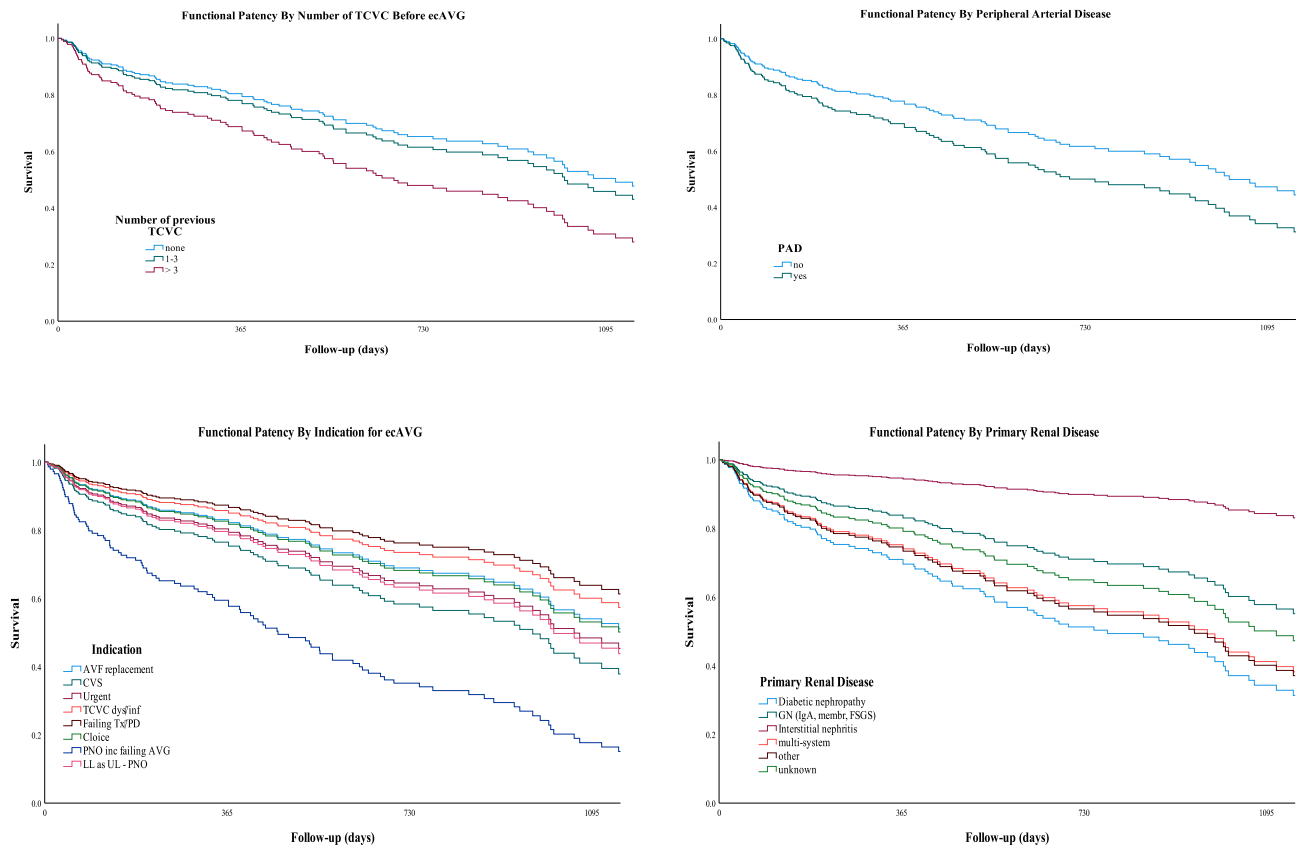 Functional Patency By Number of TCVC Before ecAVG
1.0
0.8
0.6
0.4
0.2
0.0
Survival
Number of previous
TCVC
none
1-3
> 3
0
365
730
1095
Follow-up (days)
Functional Patency By Peripheral Arterial Disease
1.0
0.8
0.6
0.4
0.2
0.0
Survival
PAD
no
yes
0
365
730
1095
Follow-up (days)
Functional Patency By Indication for ecAVG
1.0
0.8
0.6
0.4
0.2
0.0
Survival
Indication
AVF replacement
CVS
Urgent
TCVC dys/inf
Failing Tx/PD
Cloice
PNO inc failing AVG
LL as UL - PNO
0
365
730
1095
Follow-up (days)
Functional Patency By Primary Renal Disease
1.0
0.8
0.6
0.4
0.2
0.0
Survival
Primary Renal Disease
Diabetic nephropathy
GN (IgA, membr, FSGS)
Interstitial nephritis
multi-system
other
unknown
0
365
730
1095
Follow-up (days)